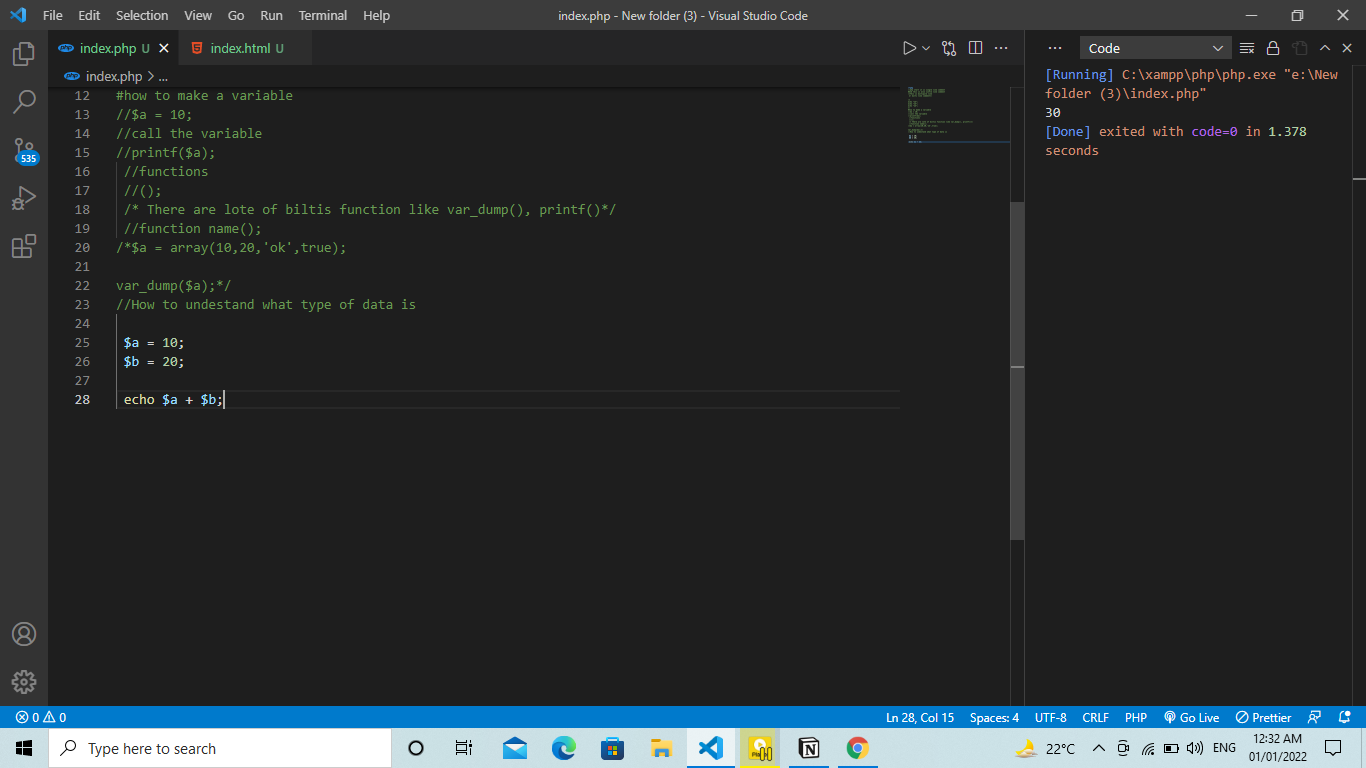 File Edit Selection View Go Run Terminal Help index.php - New folder (3) - Visual Studio Code
index.php U index.html U
index.php > ...
12 #how to make a variable
13 //$a = 10;
14 //call the variable
15 //printf($a);
16 //functions
17 //();
18 /* There are lote of biltis function like var_dump(), printf()*/
19 //function name();
20 /*$a = array(10,20,'ok',true);
21
22 var_dump($a);*/
23 //How to undestand what type of data is
24
25 $a = 10;
26 $b = 20;
27
28 echo $a + $b;
Code
[Running] C:\xampp\php\php.exe "e:\New
folder (3)\index.php"
30
[Done] exited with code=0 in 1.378
seconds
535
0 0 Ln 28, Col 15 Spaces: 4 UTF-8 CRLF PHP Go Live Prettier
Type here to search
22°C ENG 12:32 AM
01/01/2022